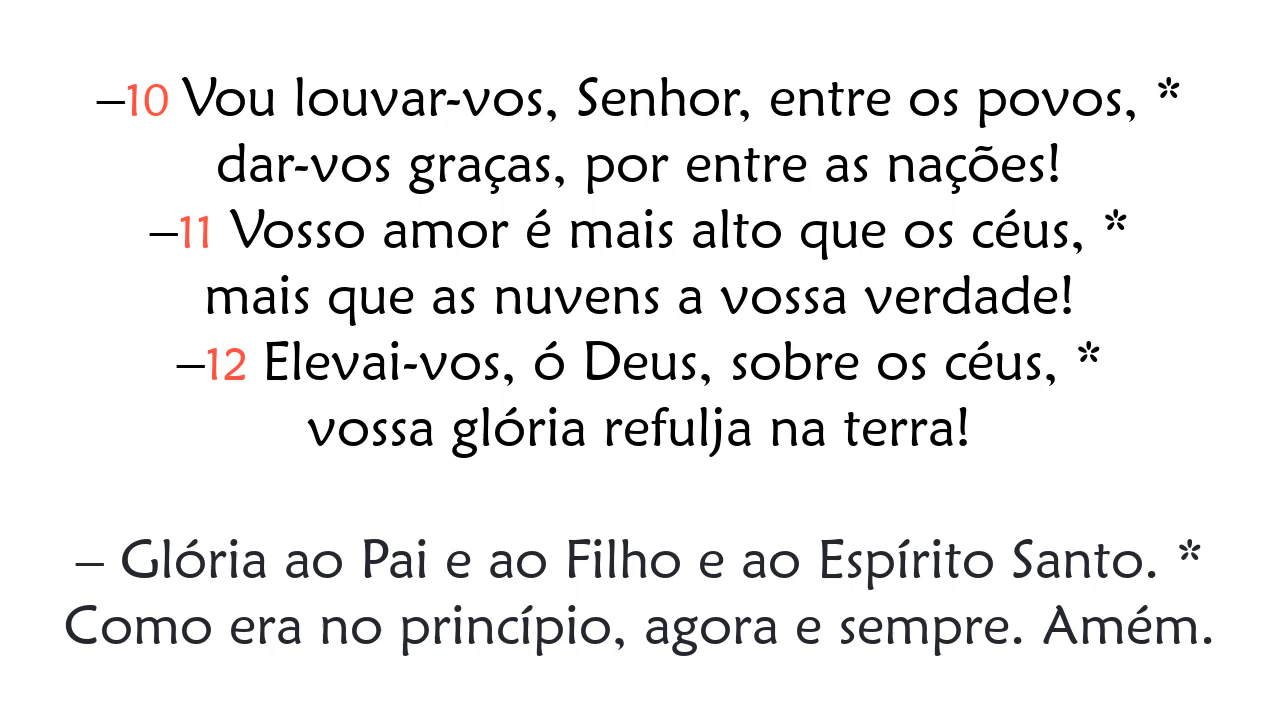 –10 Vou louvar-vos, Senhor, entre os povos, *
dar-vos graças, por entre as nações!
–11 Vosso amor é mais alto que os céus, *
mais que as nuvens a vossa verdade!
–12 Elevai-vos, ó Deus, sobre os céus, *
vossa glória refulja na terra!
– Glória ao Pai e ao Filho e ao Espírito Santo. *
Como era no princípio, agora e sempre. Amém.